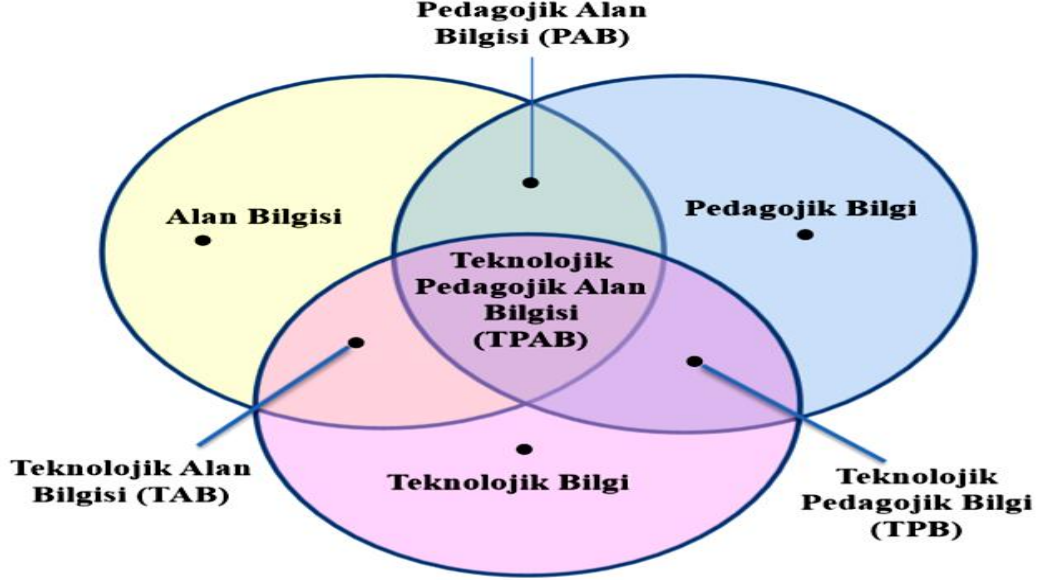 Pedagojik Alan
Bilgisi (PAB)
Alan Bilgisi
Pedagojik Bilgi
Teknolojik
Pedagojik Alan
Bilgisi
(TPAB)
Teknolojik Alan
Bilgisi (TAB)
Teknolojik Bilgi
Teknolojik
Pedagojik Bilgi
(TPB)